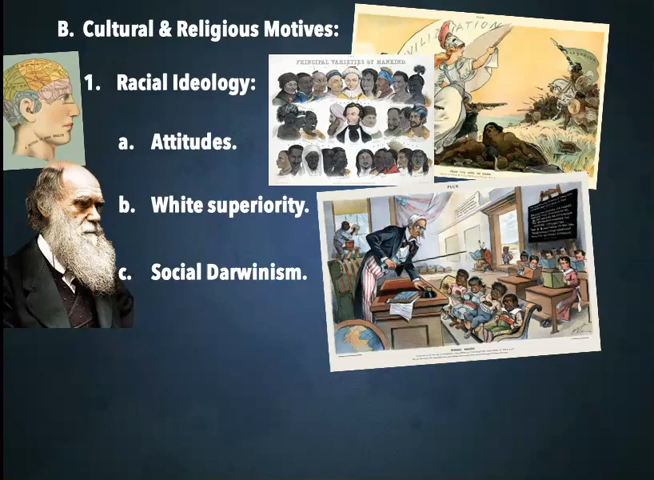 B. Cultural & Religious Motives:
1. Racial Ideology:
a. Attitudes.
b. White superiority.
c. Social Darwinism.
PRINCIPAL VARIETIES OF MANKIND
CIVILIZATION
PUCK